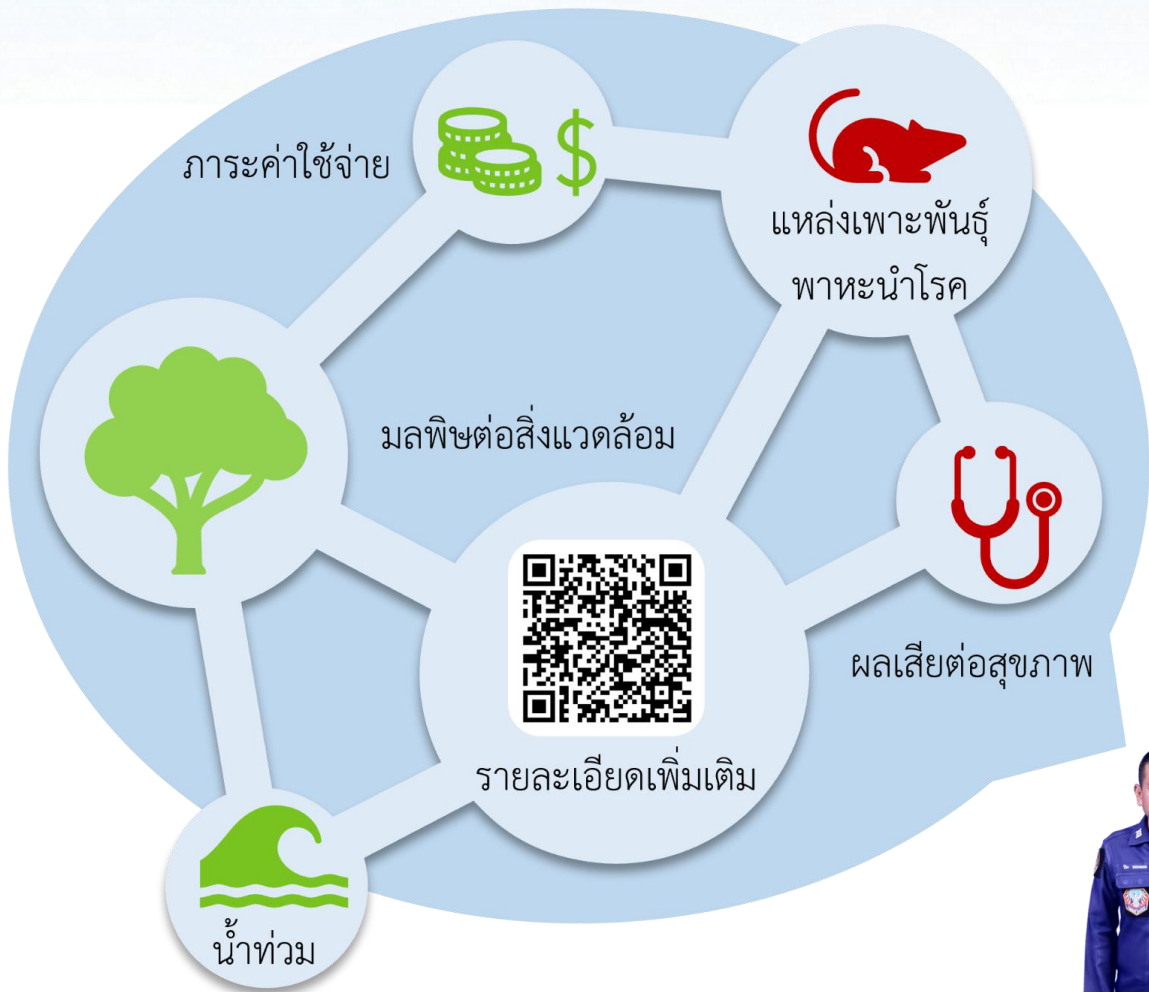 ภาระค่าใช้จ่าย
$
แหล่งเพาะพันธุ์
พาหะนำโรค
มลพิษต่อสิ่งแวดล้อม
ผลเสียต่อสุขภาพ
รายละเอียดเพิ่มเติม
น้ำท่วม